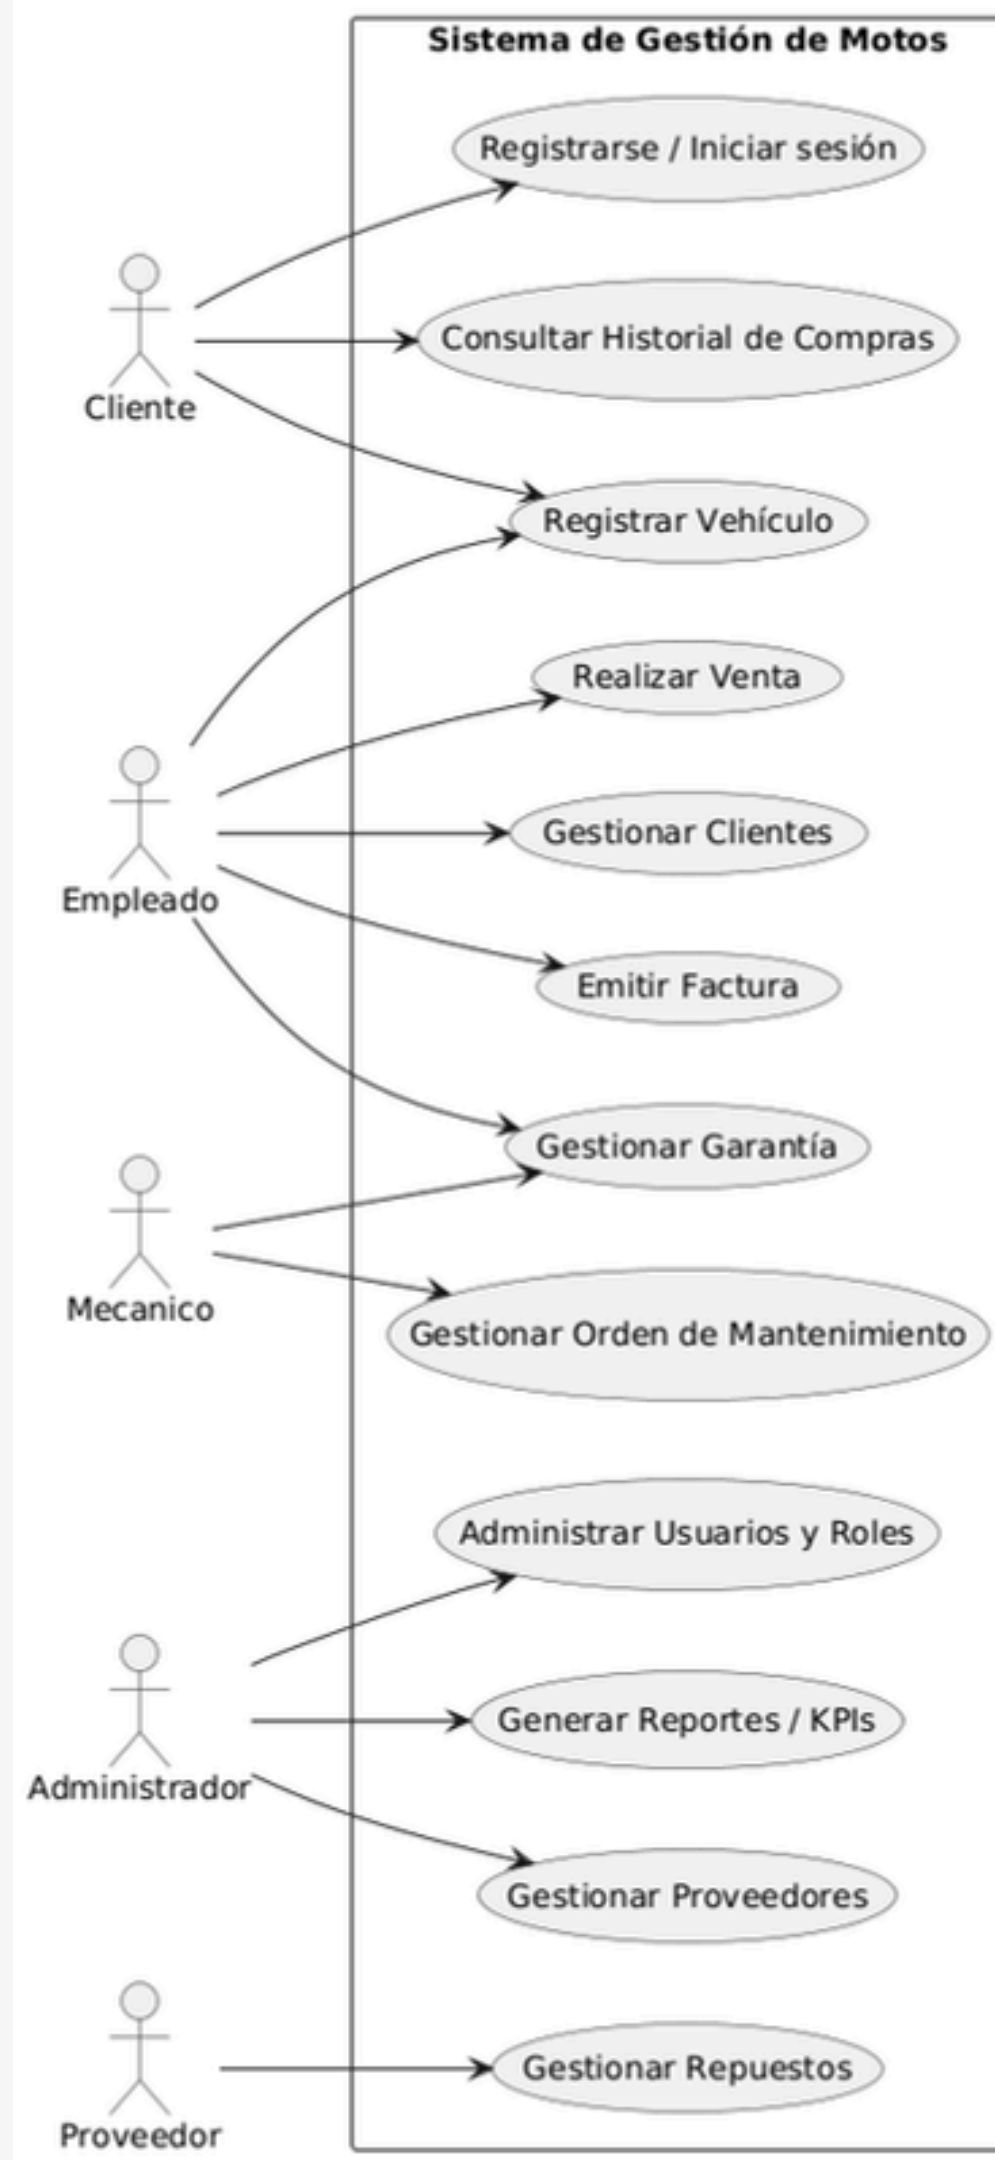 Sistema de Gestión de Motos
Registrarse / Iniciar sesión
Consultar Historial de Compras
Cliente
Registrar Vehículo
Realizar Venta
Gestionar Clientes
Empleado
Emitir Factura
Gestionar Garantía
Mecanico
Gestionar Orden de Mantenimiento
Administrar Usuarios y Roles
Generar Reportes / KPIs
Administrador
Gestionar Proveedores
Gestionar Repuestos
Proveedor